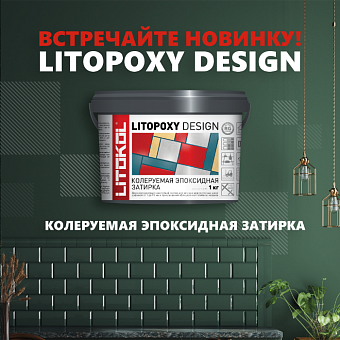 ВСТРЕЧАЙТЕ НОВИНКУ!
LITOPOXY DESIGN
LITOKOL
LITOPOXY DESIGN
КОЛЕРУЕМАЯ ЭПОКСИДНАЯ
ЗАТИРКА
1 кг
КОЛЕРУЕМАЯ ЭПОКСИДНАЯ ЗАТИРКА